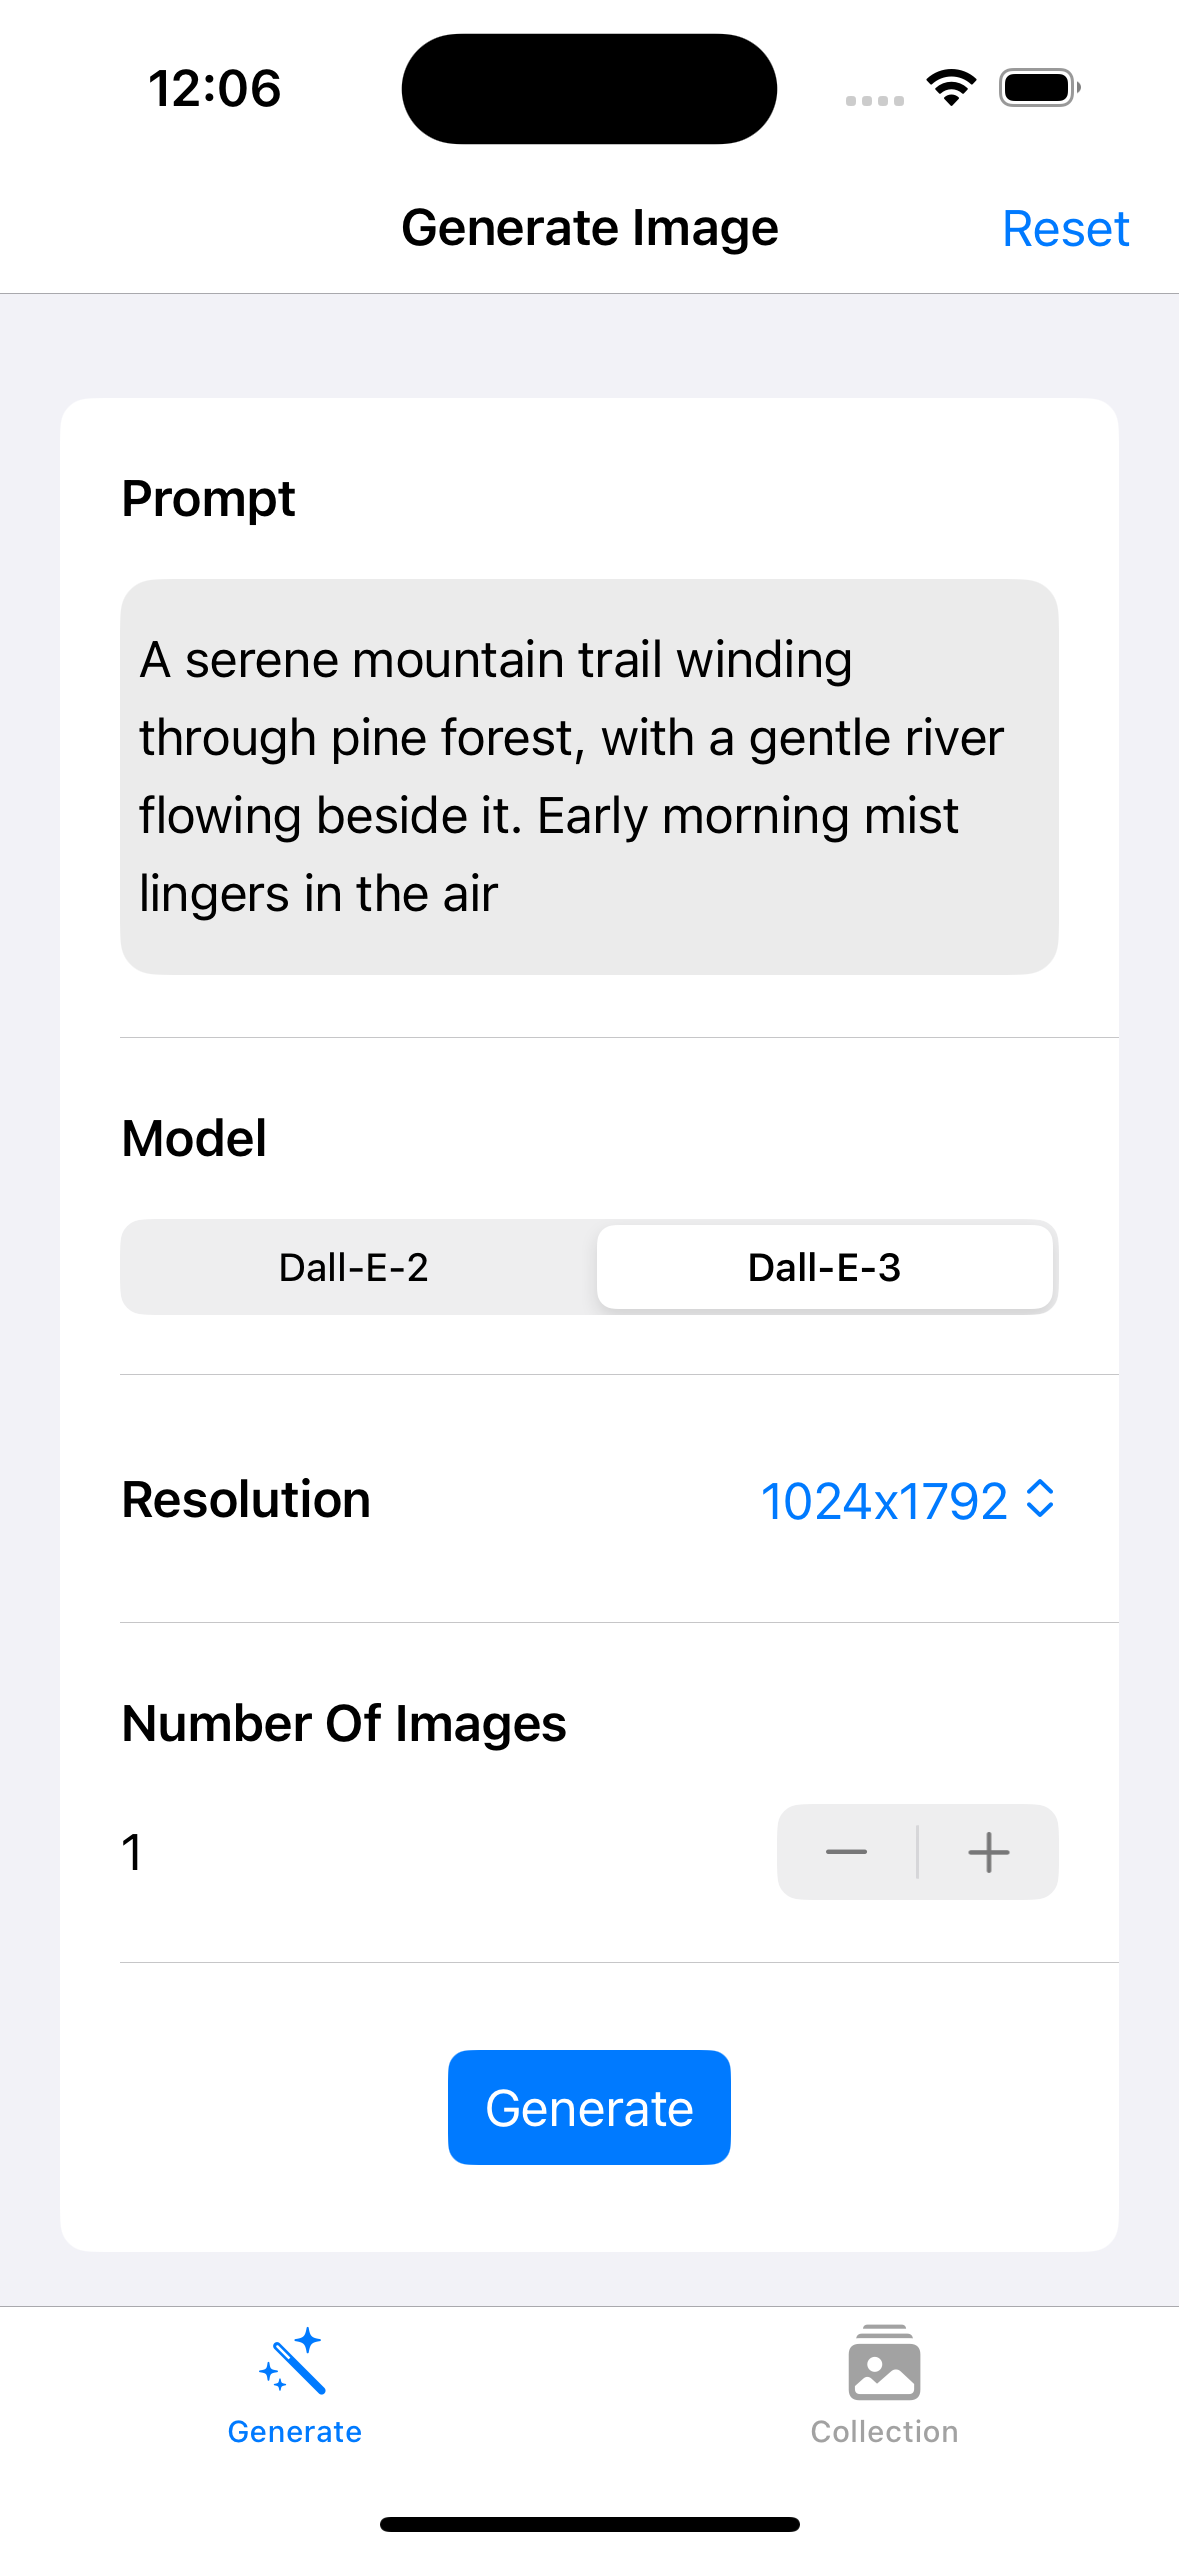 12:06
Generate Image
Reset
Prompt
A serene mountain trail winding
through pine forest, with a gentle river
flowing beside it. Early morning mist
lingers in the air
Model
Dall-E-2
Dall-E-3
Resolution
1024x1792
Number Of Images
1
Generate
Generate
Collection